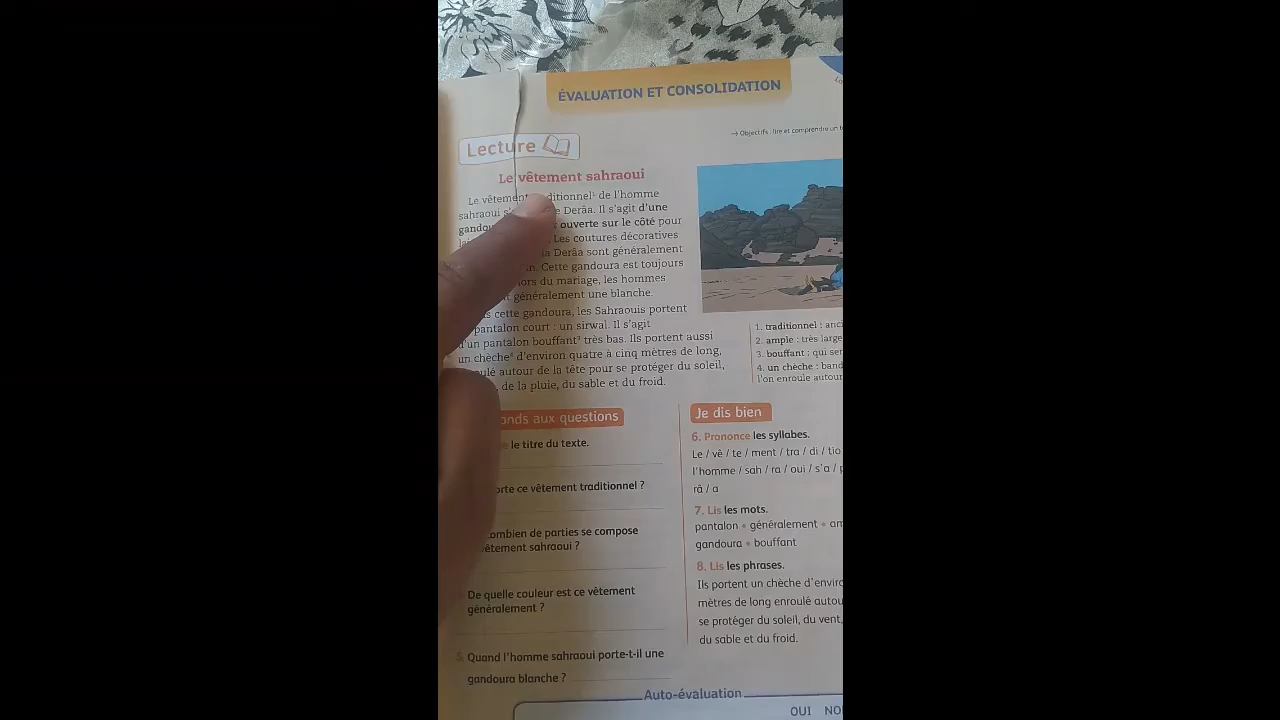 ÉVALUATION ET CONSOLIDATION
→ Objectifs : lire et comprendre un
Lecture
Le vêtement sahraoui
Le vêtement ditionnel¹ de l'homme
sahraoui Derâa. Il s'agit d'une
ouverte sur le côté pour
Les coutures décoratives
Derâa sont généralement
Cette gandoura est toujours
lors du mariage, les hommes
généralement une blanche.
cette gandoura, les Sahraouis portent
pantalon court : un sirwal. Il s'agit
d'un pantalon bouffant³ très bas. Ils portent aussi
un chèche⁴ d'environ quatre à cinq mètres de long,
autour de la tête pour se protéger du soleil,
de la pluie, du sable et du froid.
1. traditionnel :
2. ample : très large
3. bouffant : qui
4. un chèche :
l'on enroule
onds aux questions
le titre du texte.
ce vêtement traditionnel ?
ombien de parties se compose
vêtement sahraoui ?
De quelle couleur est ce vêtement
généralement ?
5. Quand l'homme sahraoui porte-t-il une
gandoura blanche ?
Je dis bien
6. Prononce les syllabes.
Le / vê / te / ment / tra / di / tio
l'homme / sah / ra / oui / s'a /
râ / a
7. Lis les mots.
pantalon • généralement •
gandoura • bouffant
8. Lis les phrases.
Ils portent un chèche d'enviro
mètres de long enroulé autou
se protéger du soleil, du vent,
du sable et du froid.
Auto-évaluation
OUI